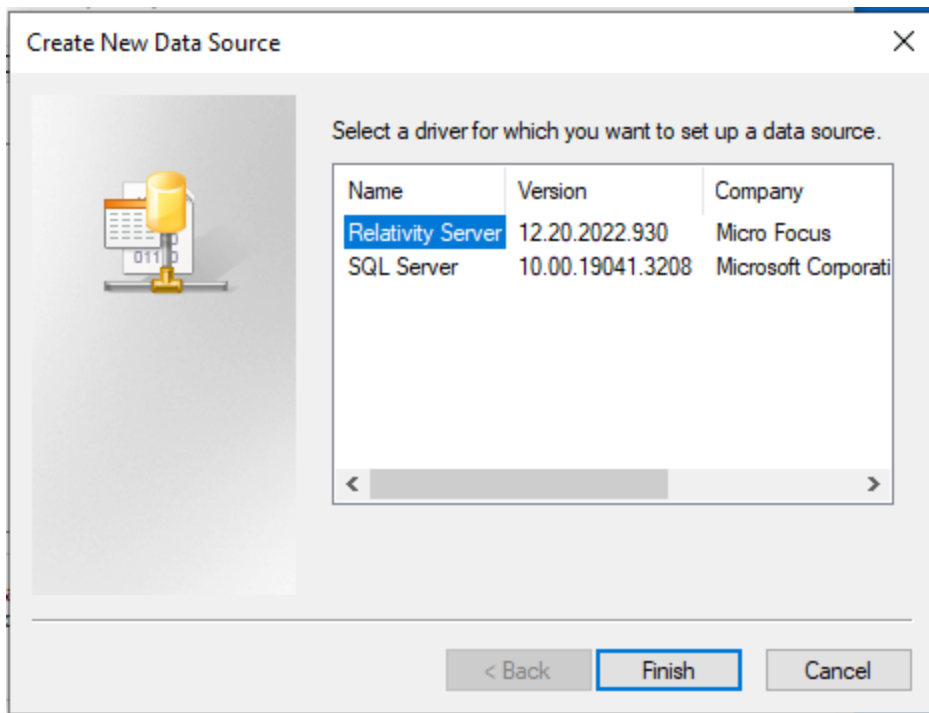 Create New Data Source
Select a driver for which you want to set up a data source.
Name Version Company
Relativity Server 12.20.2022.930 Micro Focus
SQL Server 10.00.19041.3208 Microsoft Corporati
< Back Finish Cancel